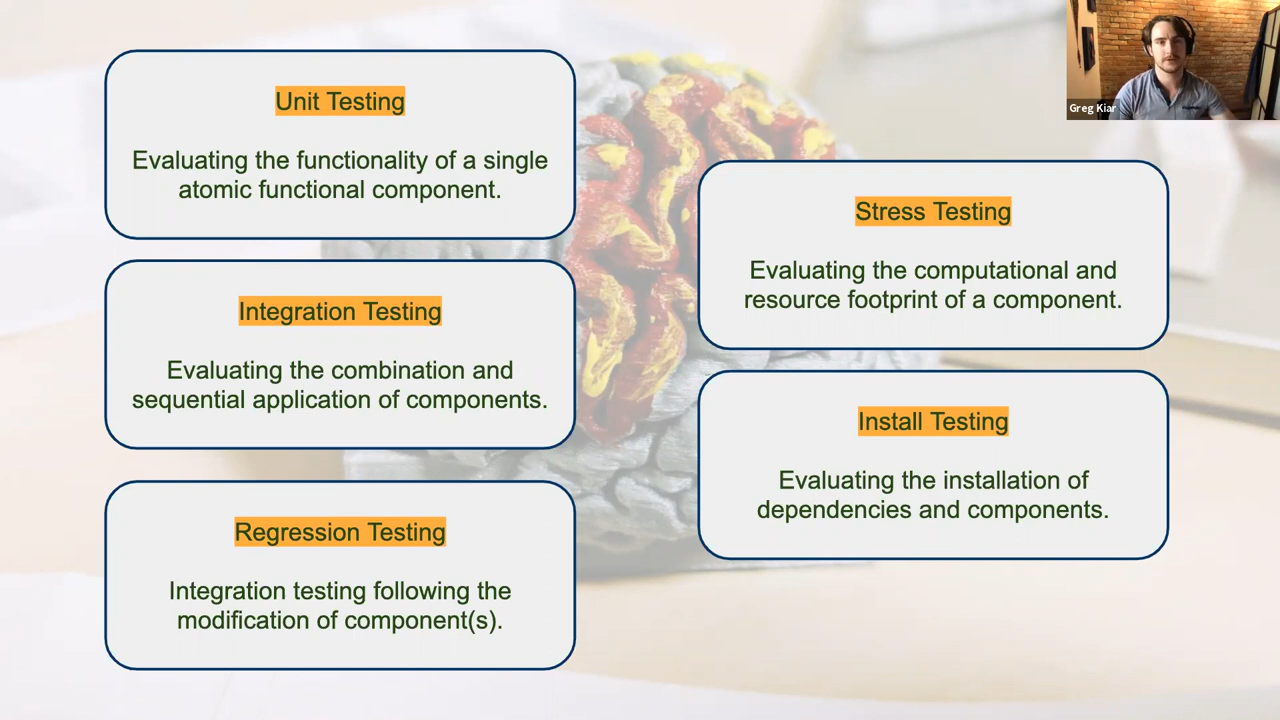 Unit Testing
Evaluating the functionality of a single
atomic functional component.
Integration Testing
Evaluating the combination and
sequential application of components.
Regression Testing
Integration testing following the
modification of component(s).
Stress Testing
Evaluating the computational and
resource footprint of a component.
Install Testing
Evaluating the installation of
dependencies and components.
Greg Kiar